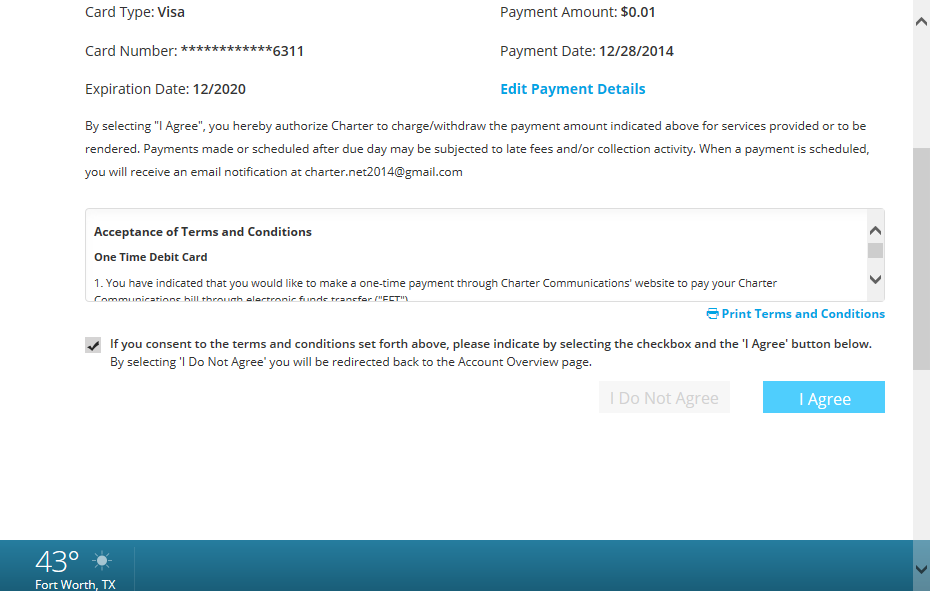 Card Type: Visa
Payment Amount: $0.01
Card Number: ************6311
Payment Date: 12/28/2014
Expiration Date: 12/2020
Edit Payment Details
By selecting "I Agree", you hereby authorize Charter to charge/withdraw the payment amount indicated above for services provided or to be
rendered. Payments made or scheduled after due day may be subjected to late fees and/or collection activity. When a payment is scheduled,
you will receive an email notification at charter.net2014@gmail.com
Acceptance of Terms and Conditions
One Time Debit Card
1. You have indicated that you would like to make a one-time payment through Charter Communications' website to pay your Charter
Communications bill through electronic funds transfer ("EFT")
Print Terms and Conditions
If you consent to the terms and conditions set forth above, please indicate by selecting the checkbox and the 'I Agree' button below.
By selecting 'I Do Not Agree' you will be redirected back to the Account Overview page.
I Do Not Agree
I Agree
43°
Fort Worth, TX